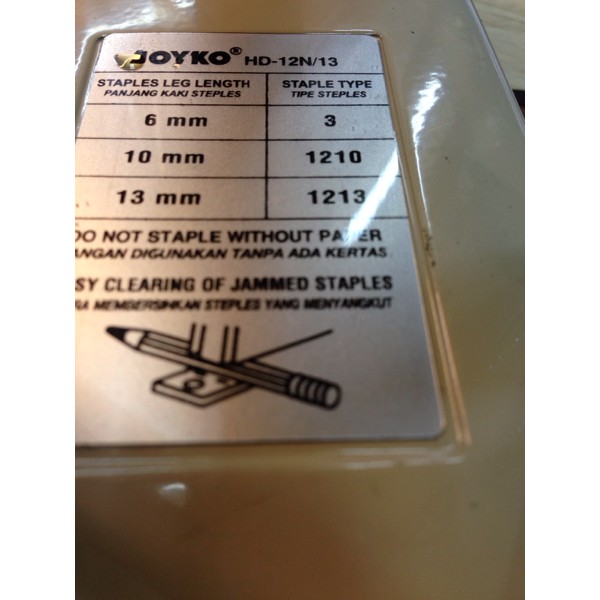 JOYKO® HD-12N/13
STAPLES LEG LENGTH STAPLE TYPE
PANJANG KAKI STEPLES TIPE STEPLES
6 mm 3
10 mm 1210
13 mm 1213
DO NOT STAPLE WITHOUT PAPER
ANGAN DIGUNAKAN TANPA ADA KERTAS
SY CLEARING OF JAMMED STAPLES
RA MEMBERSIHKAN STEPLES YANG MENYANGKUT